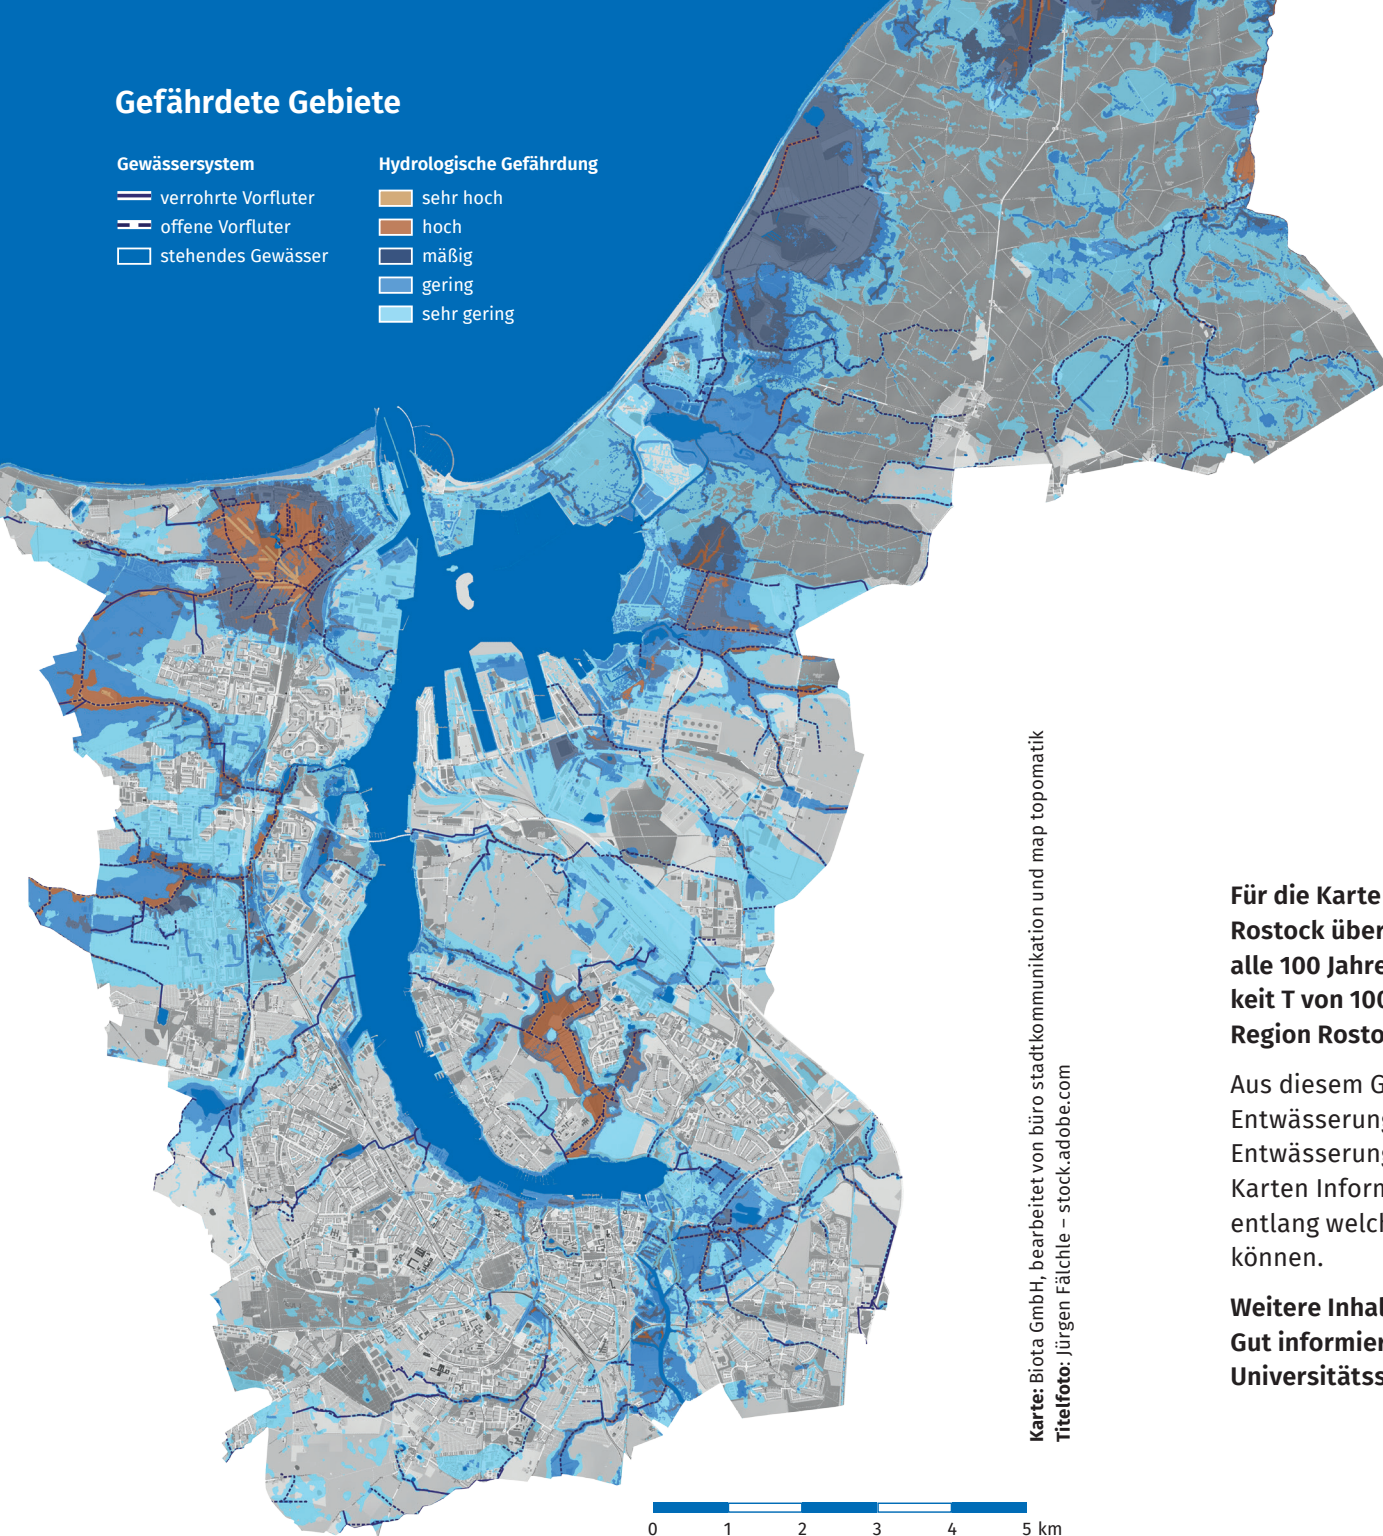 Gefährdete Gebiete
Gewässersystem
verrohrte Vorfluter
offene Vorfluter
stehendes Gewässer
Hydrologische Gefährdung
sehr hoch
hoch
mäßig
gering
sehr gering
Karte: Biota GmbH, bearbeitet von büro stadtkommunikation und map topomatik
Titelfoto: Jürgen Fälchle – stock.adobe.com
Für die Karte
Rostock über
alle 100 Jahre
keit T von 100
Region Rosto
Aus diesem G
Entwässerung
Entwässerung
Karten Inform
entlang welch
können.
Weitere Inhal
Gut informier
Universitätss
0 1 2 3 4 5 km